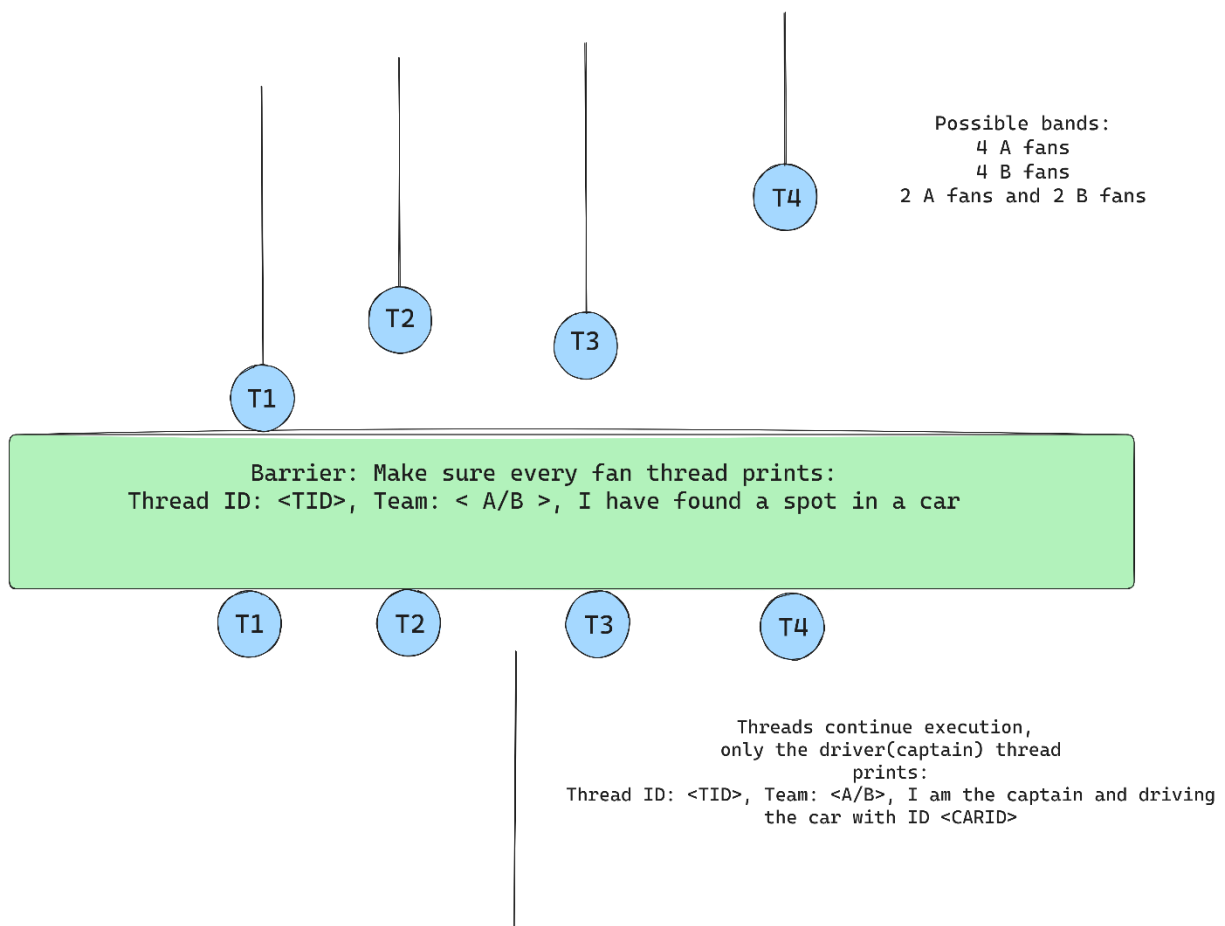 Possible bands:
4 A fans
4 B fans
2 A fans and 2 B fans
T4
T2
T3
T1
Barrier: Make sure every fan thread prints:
Thread ID: <TID>, Team: < A/B >, I have found a spot in a car
T1
T2
T3
T4
Threads continue execution,
only the driver(captain) thread
prints:
Thread ID: <TID>, Team: <A/B>, I am the captain and driving
the car with ID <CARID>